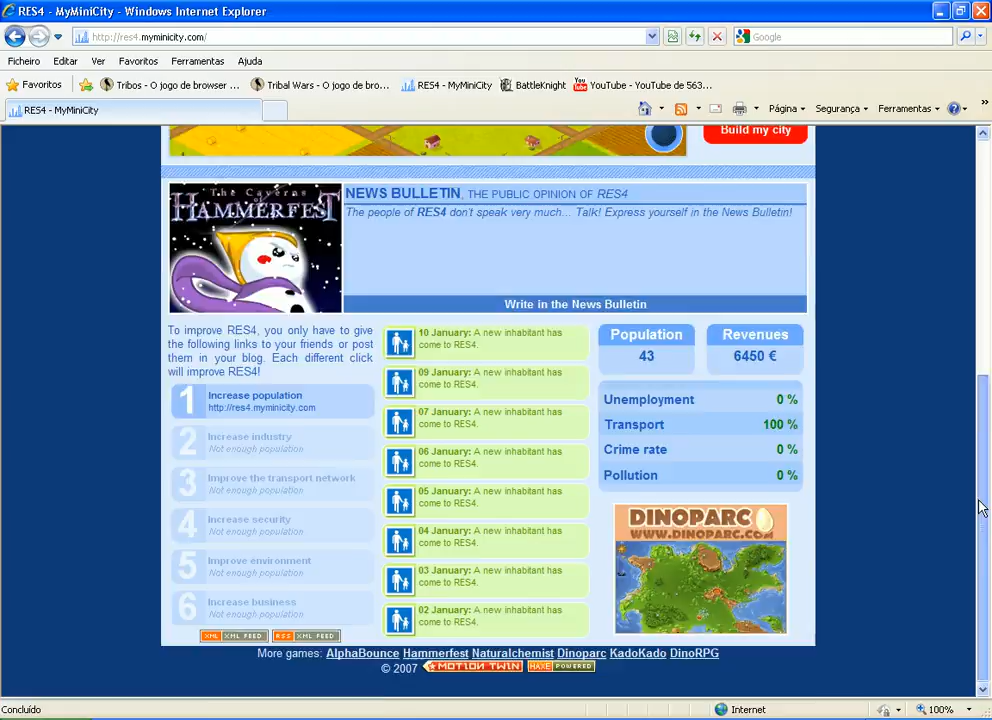 RES4 - MyMiniCity - Windows Internet Explorer
http://res4.myminicity.com/
Google
Ficheiro Editar Ver Favoritos Ferramentas Ajuda
Favoritos Tribos - O jogo de browser ... Tribal Wars - O jogo de bro... RES4 - MyMiniCity BattleKnight YouTube - YouTube de 563...
RES4 - MyMiniCity
Página Segurança Ferramentas »
Build my city
The Caverns of
HAMMERFEST
NEWS BULLETIN, THE PUBLIC OPINION OF RES4
The people of RES4 don't speak very much... Talk! Express yourself in the News Bulletin!
Write in the News Bulletin
To improve RES4, you only have to give
the following links to your friends or post
them in your blog. Each different click
will improve RES4!
1 Increase population
http://res4.myminicity.com
2 Increase industry
Not enough population
3 Improve the transport network
Not enough population
4 Increase security
Not enough population
5 Improve environment
Not enough population
6 Increase business
Not enough population
XML XML FEED RSS XML FEED
10 January: A new inhabitant has
come to RES4.
09 January: A new inhabitant has
come to RES4.
07 January: A new inhabitant has
come to RES4.
06 January: A new inhabitant has
come to RES4.
05 January: A new inhabitant has
come to RES4.
04 January: A new inhabitant has
come to RES4.
03 January: A new inhabitant has
come to RES4.
02 January: A new inhabitant has
come to RES4.
Population
43
Revenues
6450 €
Unemployment 0 %
Transport 100 %
Crime rate 0 %
Pollution 0 %
DINOPARC
WWW.DINOPARC.COM
More games: AlphaBounce Hammerfest Naturalchemist Dinoparc KadoKado DinoRPG
© 2007 MOTION TWIN HAXE POWERED
Concluído
Internet
100%